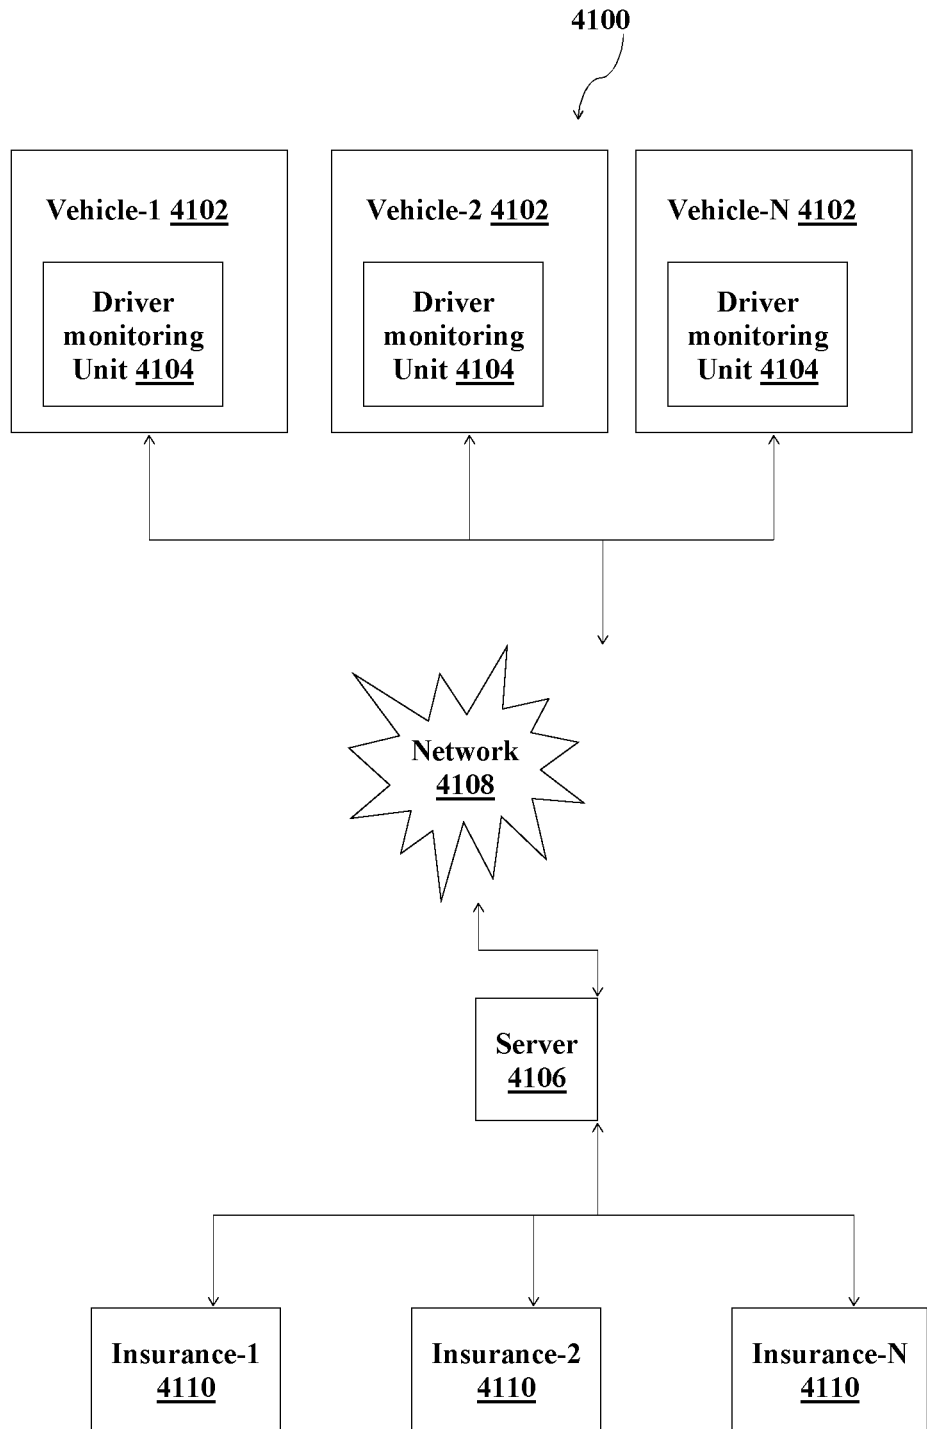 4100
Vehicle-1 4102
Driver
monitoring
Unit 4104
Vehicle-2 4102
Driver
monitoring
Unit 4104
Vehicle-N 4102
Driver
monitoring
Unit 4104
Network
4108
Server
4106
Insurance-1
4110
Insurance-2
4110
Insurance-N
4110